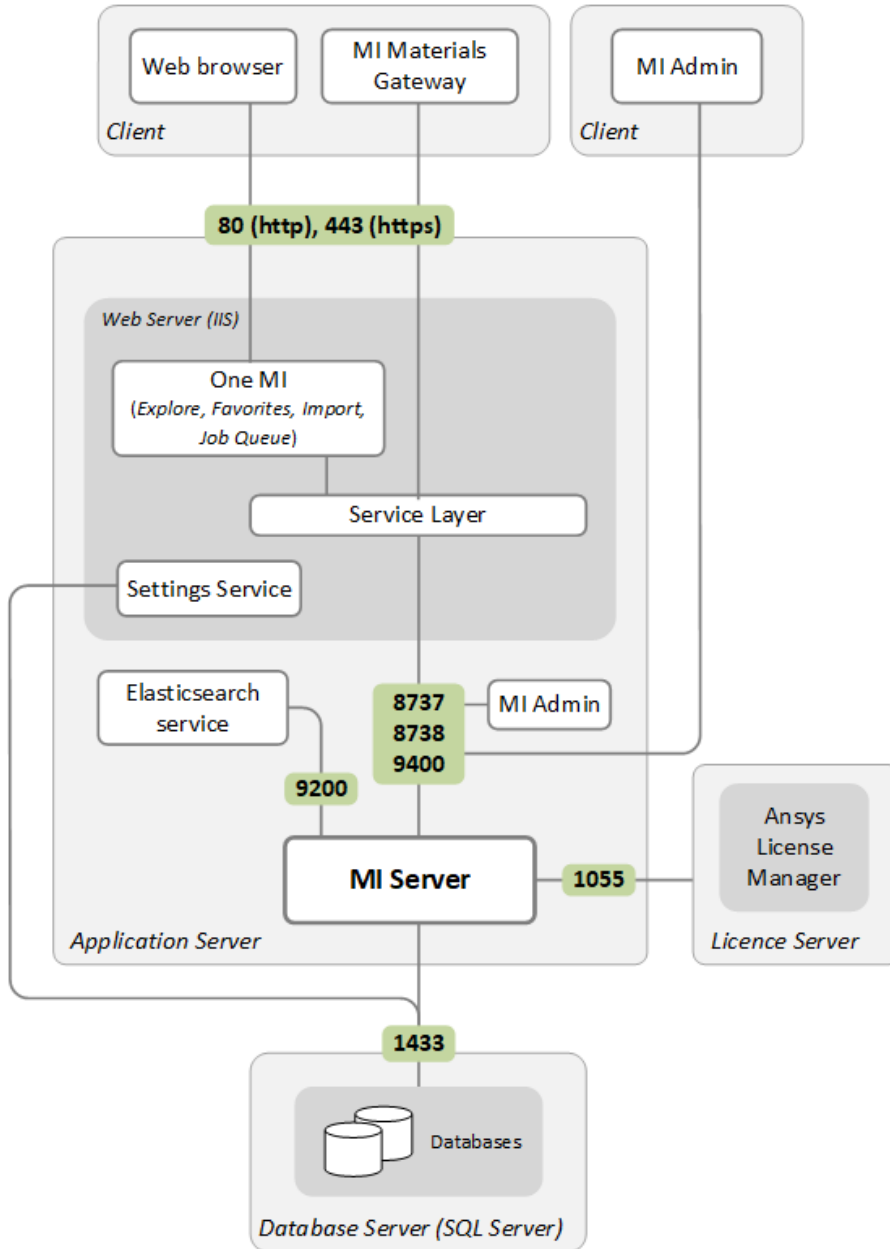 Web browser
MI Materials
Gateway
Client
MI Admin
Client
80 (http), 443 (https)
Web Server (IIS)
One MI
(Explore, Favorites, Import,
Job Queue)
Service Layer
Settings Service
Elasticsearch
service
8737
8738
9400
MI Admin
9200
MI Server
1055
Ansys
License
Manager
Application Server
Licence Server
1433
Databases
Database Server (SQL Server)